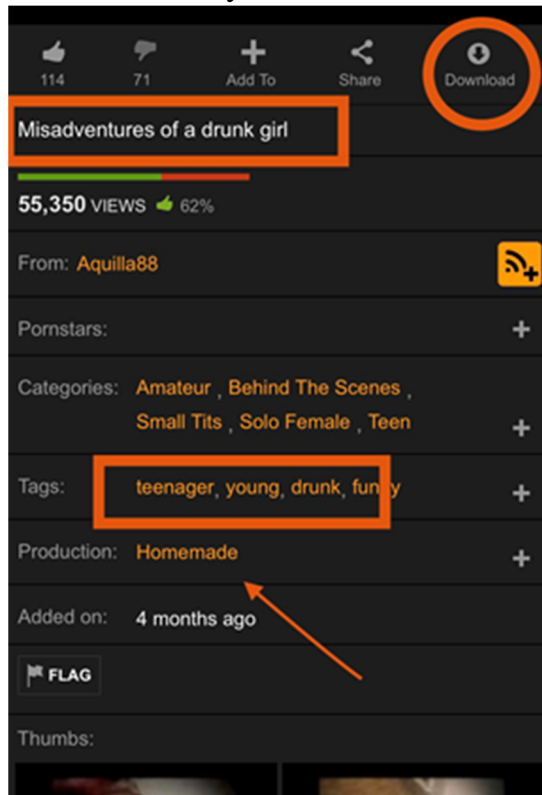 114 71 Add To Share Download
Misadventures of a drunk girl
55,350 VIEWS 62%
From: Aquilla88
Pornstars:
Categories: Amateur , Behind The Scenes ,
Small Tits , Solo Female , Teen
Tags: teenager, young, drunk, funny
Production: Homemade
Added on: 4 months ago
FLAG
Thumbs: